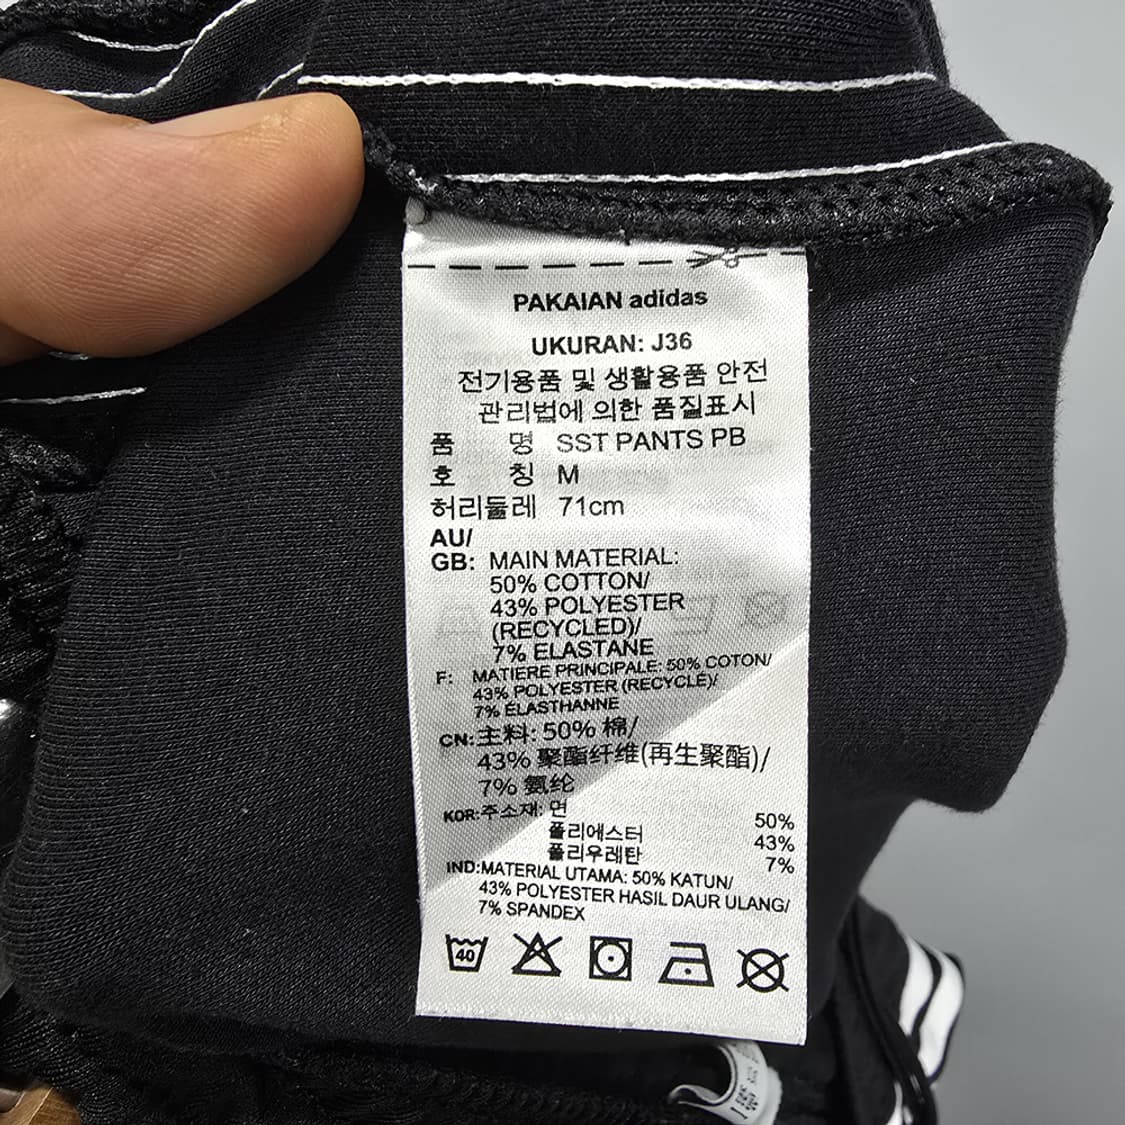 PAKAIAN adidas
UKURAN: J36
전기용품 및 생활용품 안전
관리법에 의한 품질표시
품 명 SST PANTS PB
호 칭 M
허리둘레 71cm
AU/
GB: MAIN MATERIAL:
50% COTTON/
43% POLYESTER
(RECYCLED)/
7% ELASTANE
F: MATIERE PRINCIPALE: 50% COTON/
43% POLYESTER (RECYCLÉ)/
7% ÉLASTHANNE
CN: 主料: 50% 棉/
43% 聚酯纤维(再生聚酯)/
7% 氨纶
KOR: 주소재: 면 50%
폴리에스터 43%
폴리우레탄 7%
IND: MATERIAL UTAMA: 50% KATUN/
43% POLYESTER HASIL DAUR ULANG/
7% SPANDEX
40